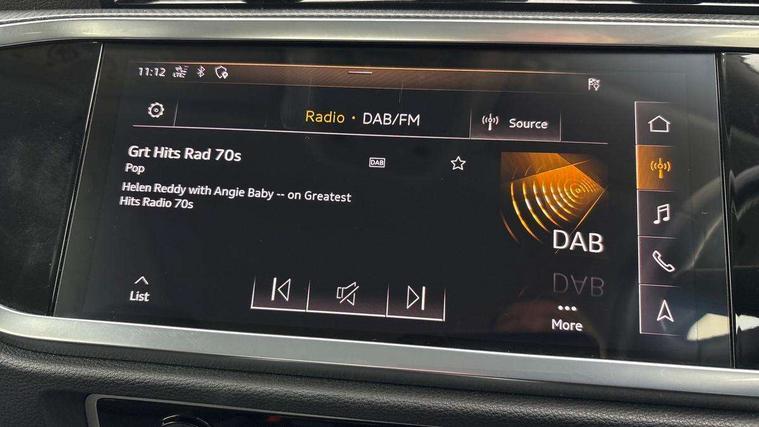 11:12
LTE
Radio • DAB/FM
Source
Grt Hits Rad 70s
DAB
Pop
Helen Reddy with Angie Baby -- on Greatest
Hits Radio 70s
DAB
List
More